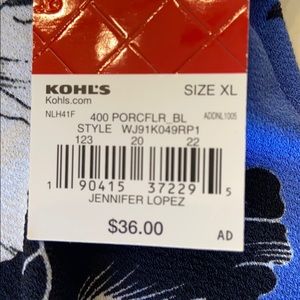 KOHL'S SIZE XL
Kohls.com
NLH41F ADDNL1005
400 PORCFLR_BL
STYLE WJ91K049RP1
123 20 22
1 90415 37229 5
JENNIFER LOPEZ
$36.00
AD